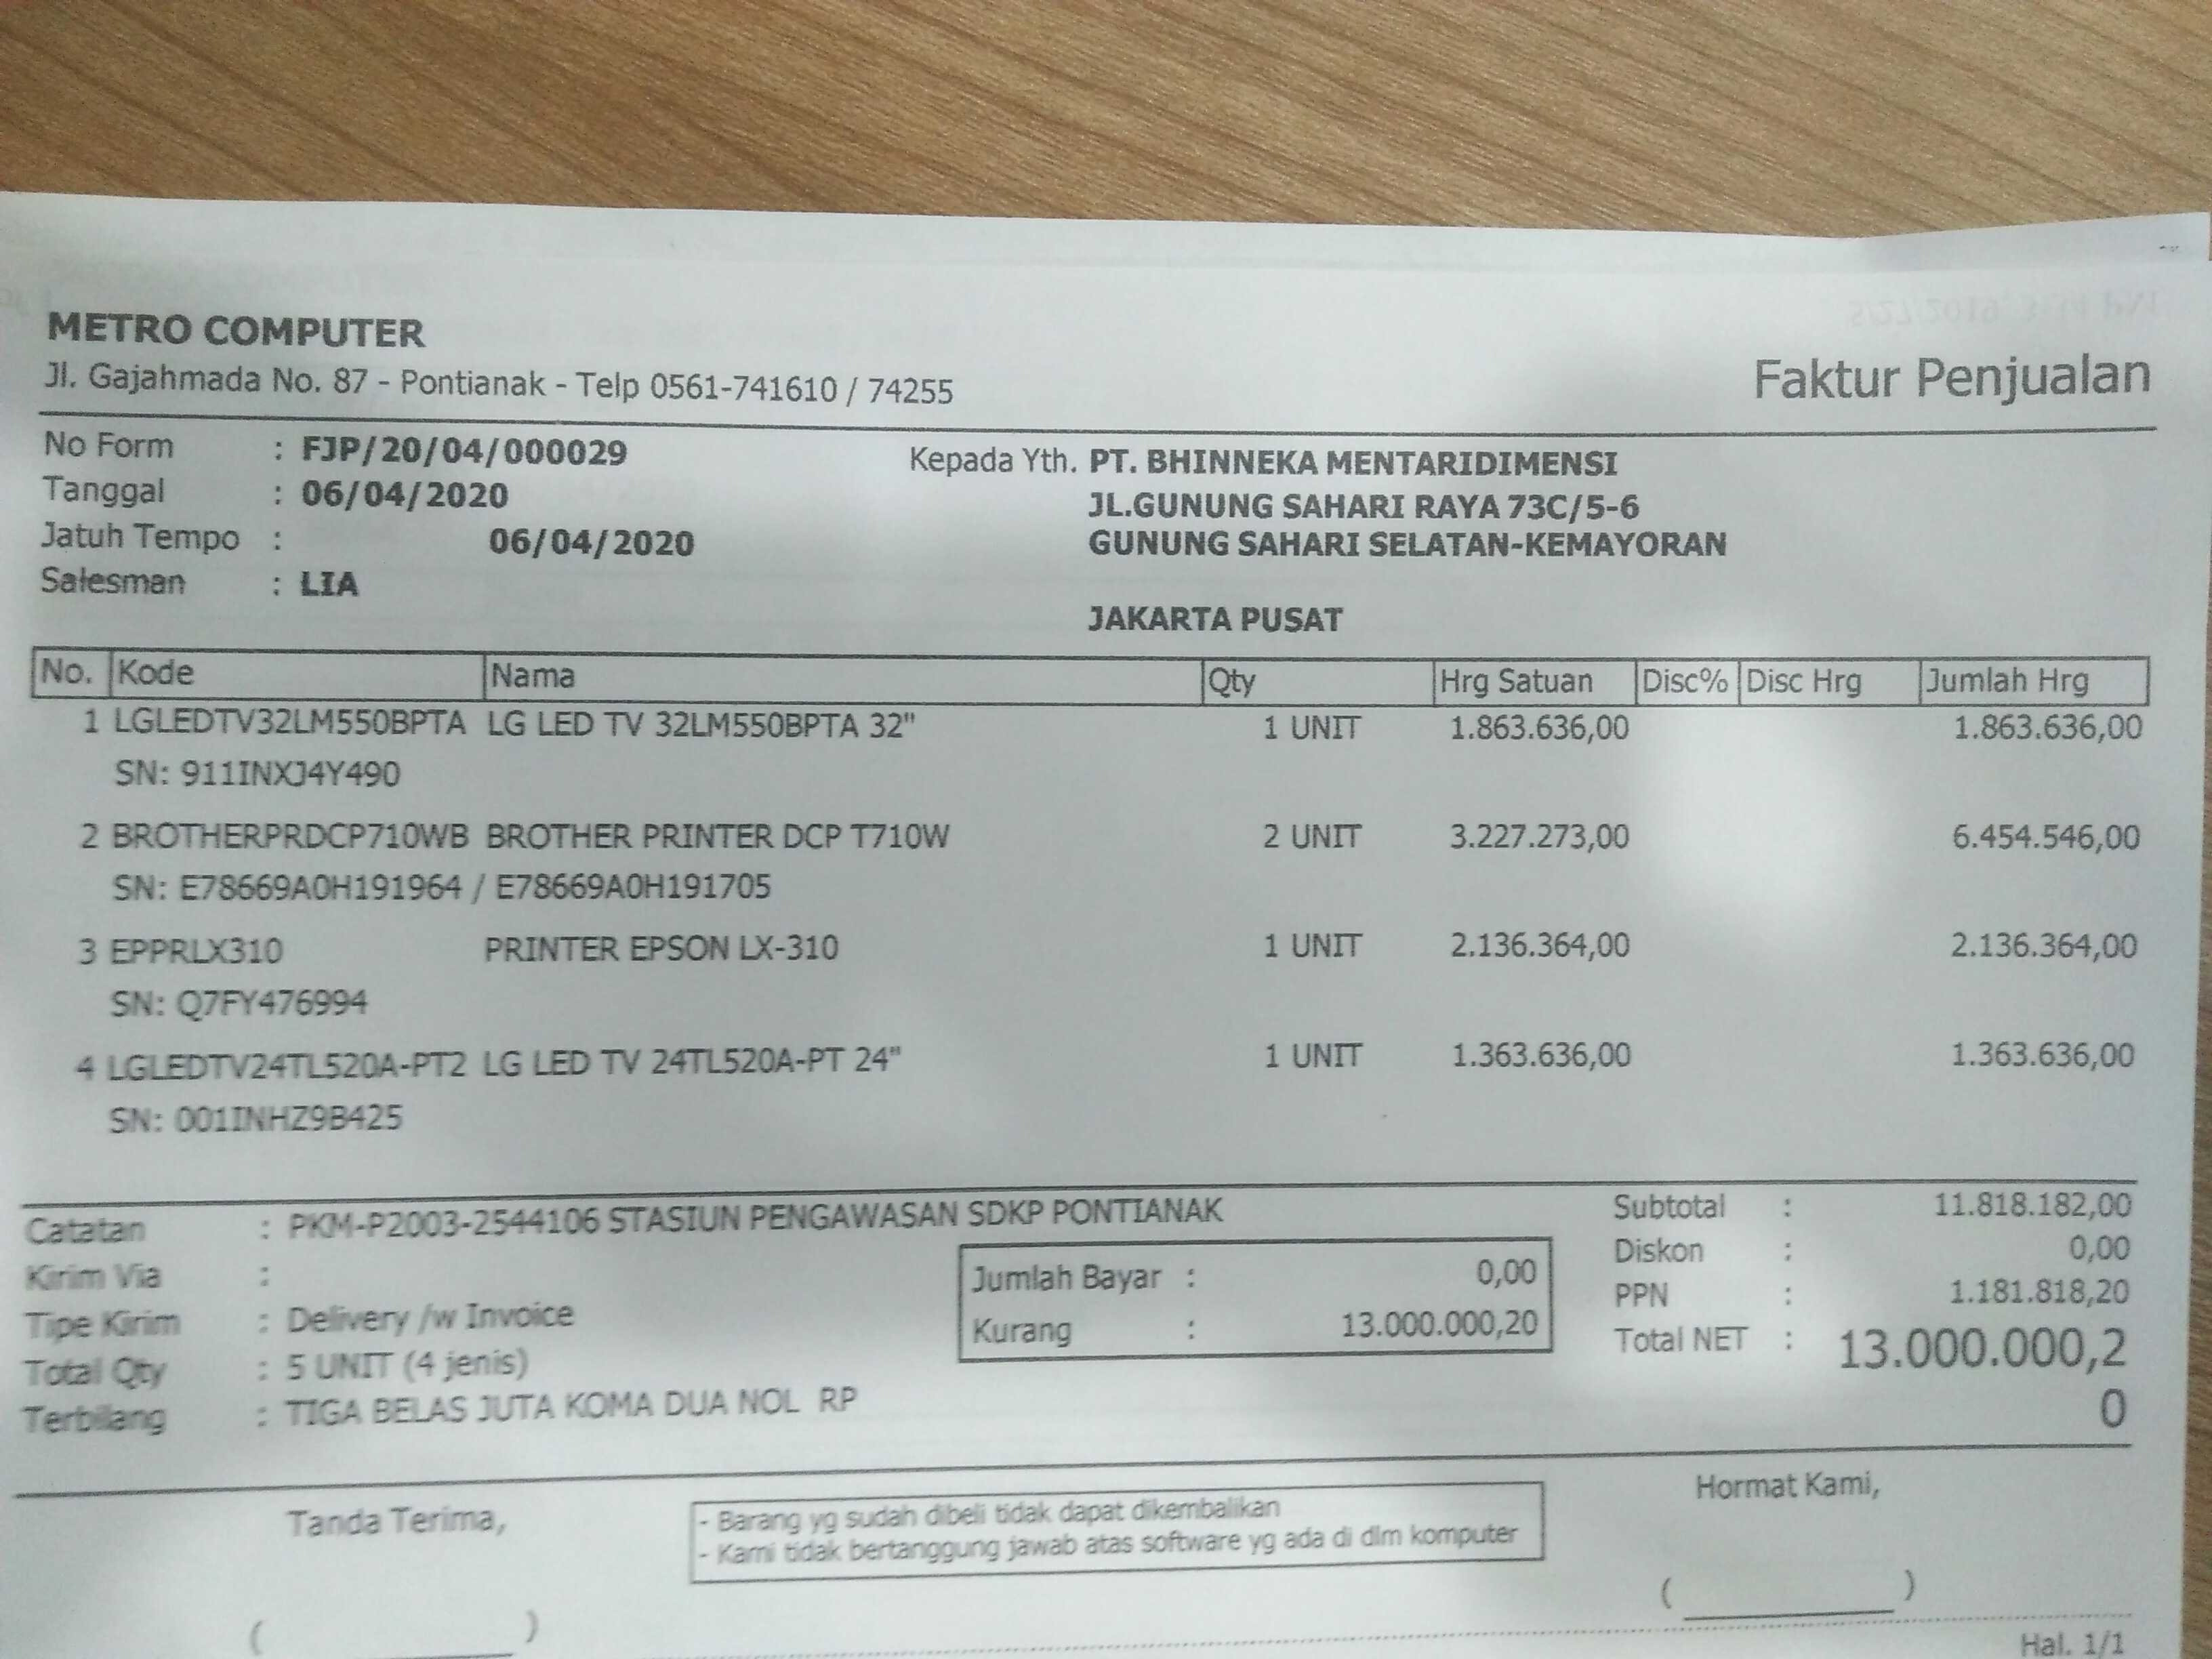 METRO COMPUTER
Jl. Gajahmada No. 87 - Pontianak - Telp 0561-741610 / 74255
Faktur Penjualan
No Form : FJP/20/04/000029
Tanggal : 06/04/2020
Jatuh Tempo : 06/04/2020
Salesman : LIA
Kepada Yth. PT. BHINNEKA MENTARIDIMENSI
JL.GUNUNG SAHARI RAYA 73C/5-6
GUNUNG SAHARI SELATAN-KEMAYORAN
JAKARTA PUSAT
No. Kode Nama Qty Hrg Satuan Disc% Disc Hrg Jumlah Hrg
1 LGLEDTV32LM550BPTA LG LED TV 32LM550BPTA 32" 1 UNIT 1.863.636,00 1.863.636,00
SN: 911INXJ4Y490
2 BROTHERPRDCP710WB BROTHER PRINTER DCP T710W 2 UNIT 3.227.273,00 6.454.546,00
SN: E78669A0H191964 / E78669A0H191705
3 EPPRLX310 PRINTER EPSON LX-310 1 UNIT 2.136.364,00 2.136.364,00
SN: Q7FY476994
4 LGLEDTV24TL520A-PT2 LG LED TV 24TL520A-PT 24" 1 UNIT 1.363.636,00 1.363.636,00
SN: 001INHZ9B425
Catatan : PKM-P2003-2544106 STASIUN PENGAWASAN SDKP PONTIANAK
Kirim Via :
Tipe Kirim : Delivery /w Invoice
Total Qty : 5 UNIT (4 jenis)
Terbilang : TIGA BELAS JUTA KOMA DUA NOL RP
Jumlah Bayar : 0,00
Kurang : 13.000.000,20
Subtotal : 11.818.182,00
Diskon : 0,00
PPN : 1.181.818,20
Total NET : 13.000.000,2
0
Tanda Terima,
- Barang yg sudah dibeli tidak dapat dikembalikan
- Kami tidak bertanggung jawab atas software yg ada di dlm komputer
Hormat Kami,
( )
( )
Hal. 1/1